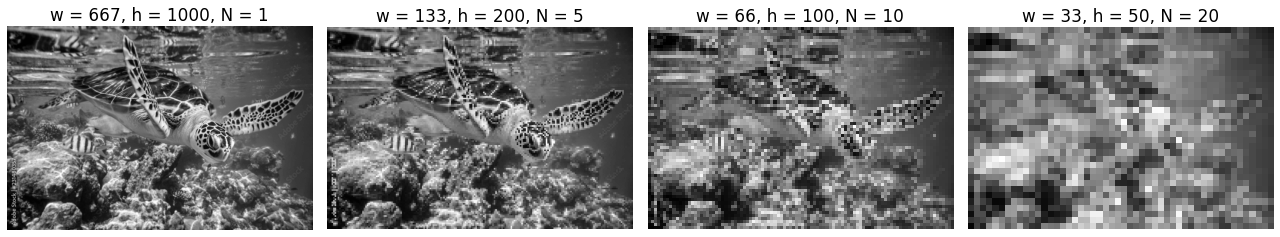 w = 667, h = 1000, N = 1
w = 133, h = 200, N = 5
w = 66, h = 100, N = 10
w = 33, h = 50, N = 20